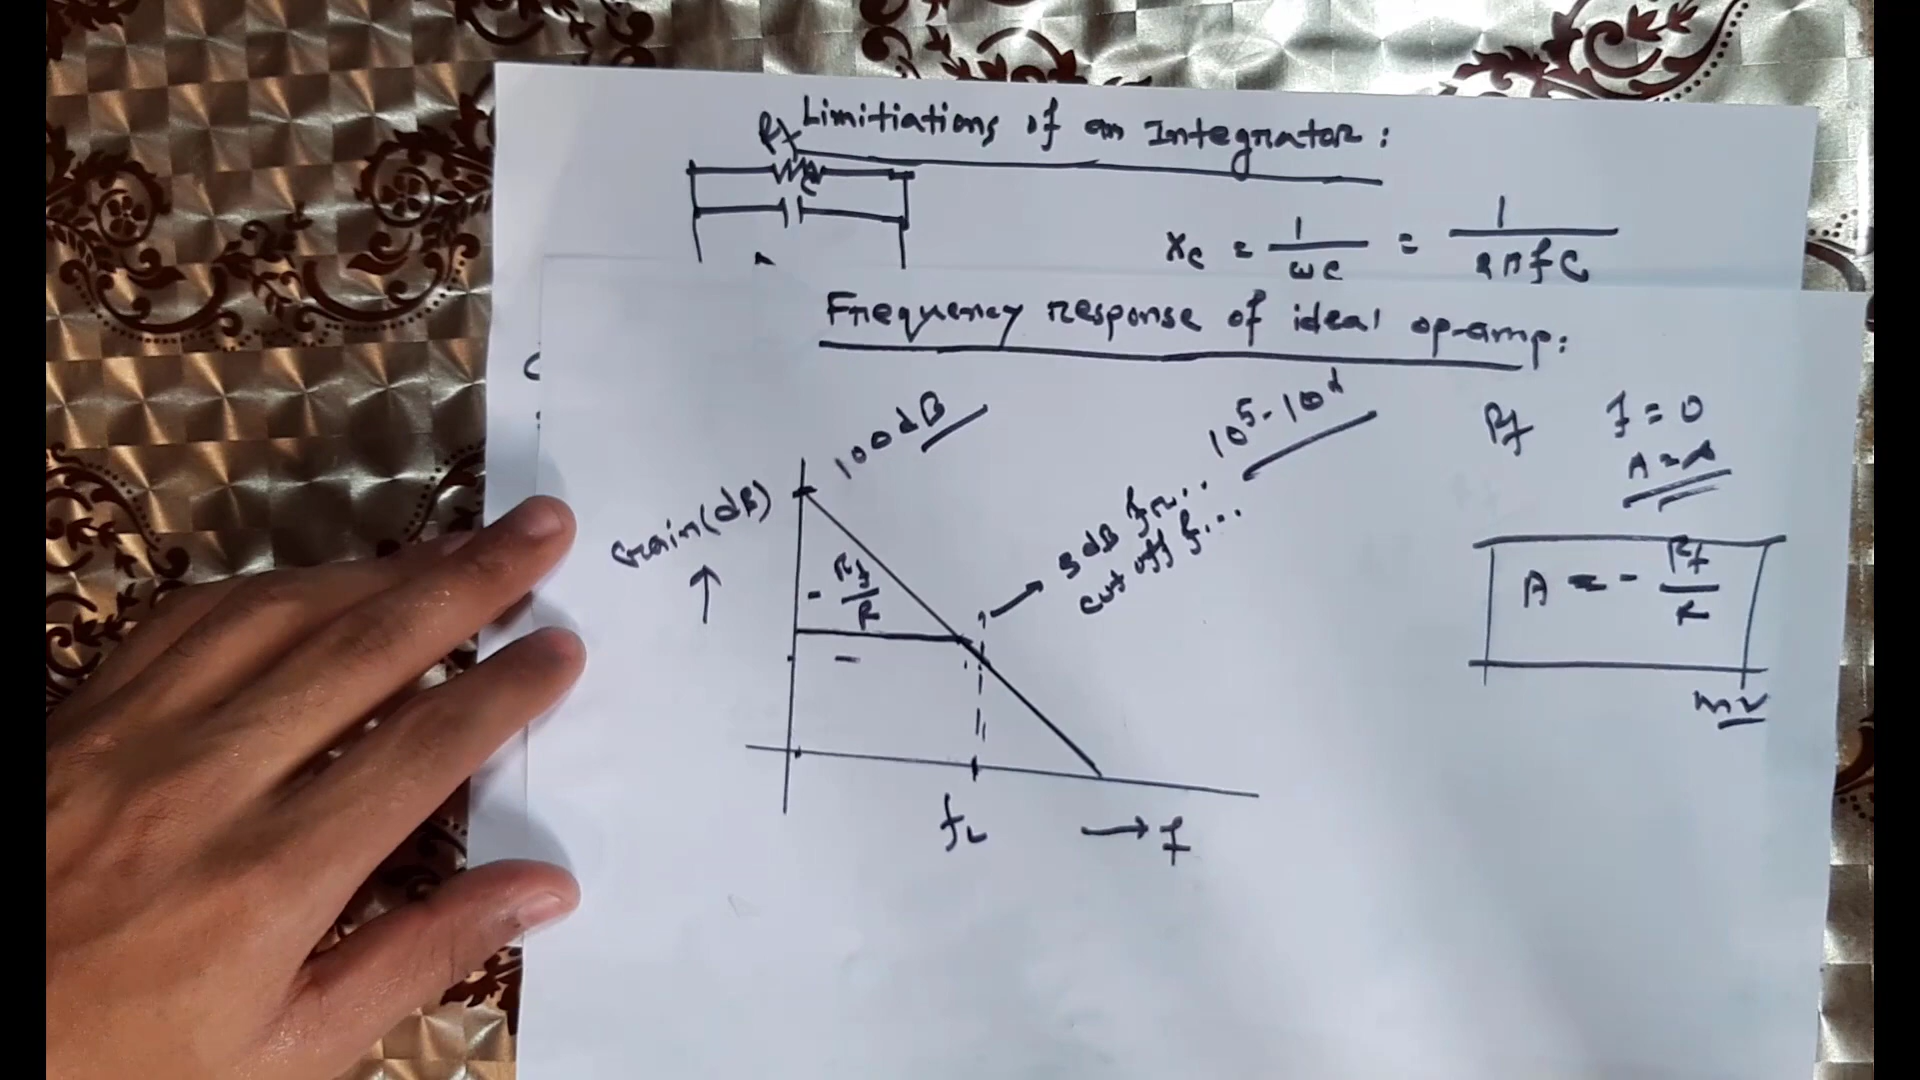 Limitiations of an Integrator:
Rf
C
Xc = 1/ωc = 1/2πfC
Frequency response of ideal op-amp:
100dB
10^5 - 10^6
Rf f = 0
A = A
Gain (dB)
↑
- Rf/R
→ 3dB fr...
cut off f...
A = - Rf/R
mv
-
fL
→ f